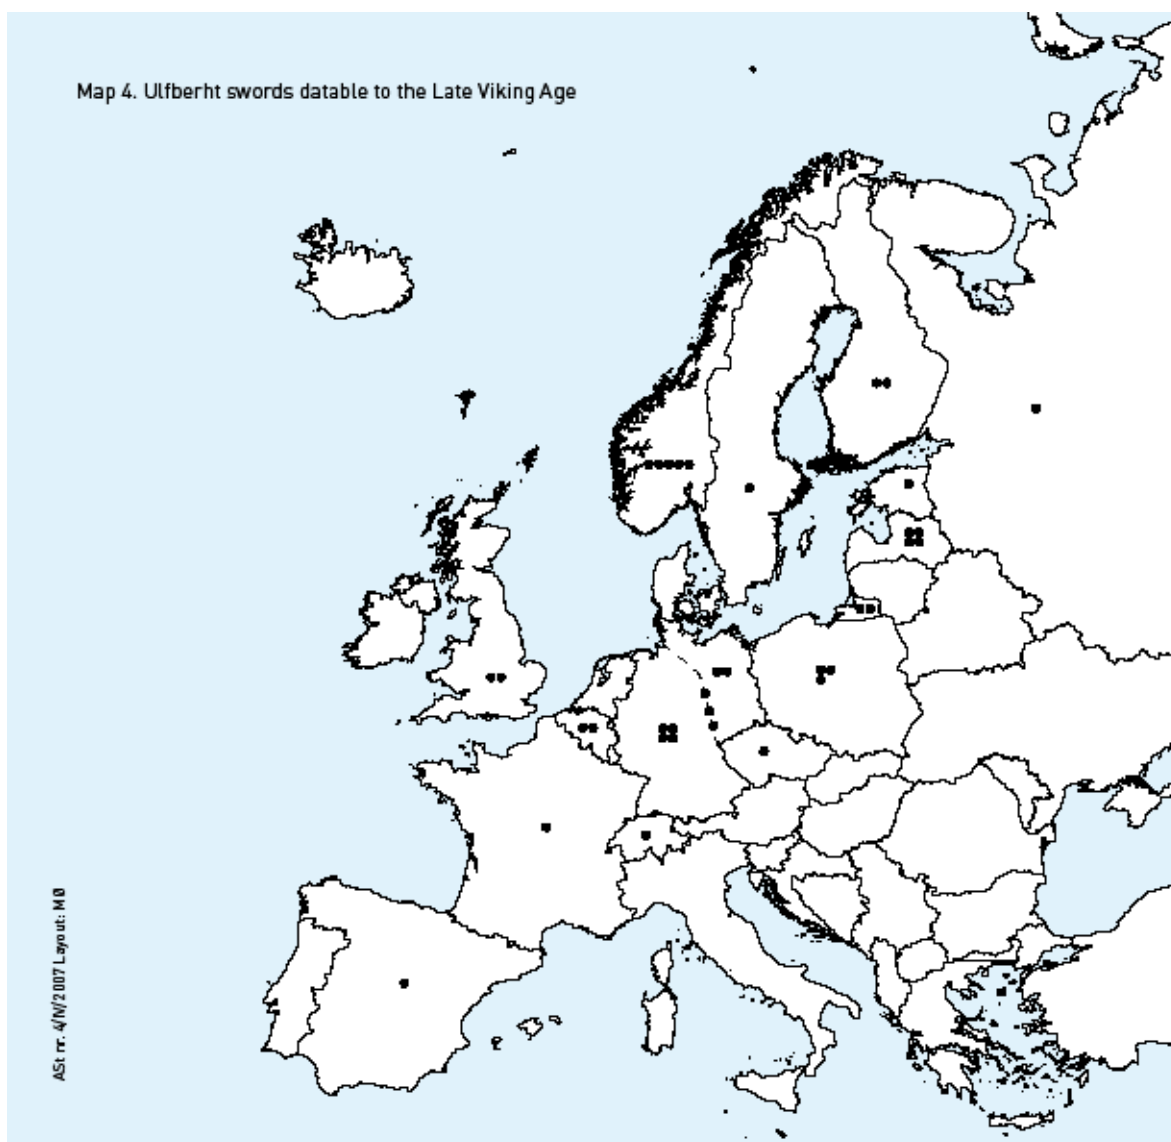 Map 4. Ulfberht swords datable to the Late Viking Age
ASt nr. 4/N/2007 Layout: MØ